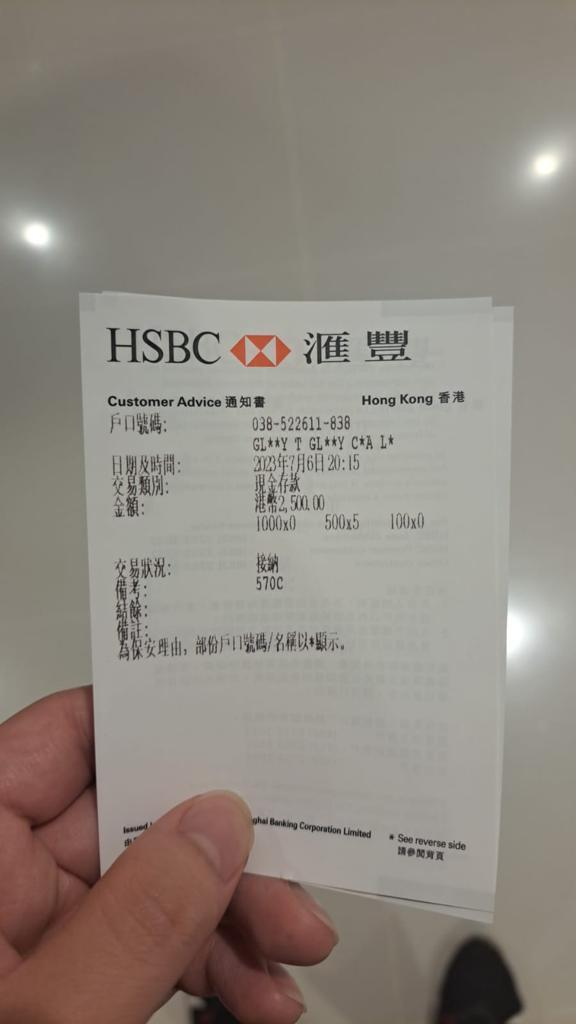 HSBC 滙豐
Customer Advice 通知書 Hong Kong 香港
戶口號碼: 038-522611-838
GL**Y T GL**Y C*A L*
日期及時間: 2023年7月6日 20:15
交易類別: 現金存款
金額: 港幣2,500.00
1000x0 500x5 100x0
交易狀況: 接納
備考: 570C
結餘:
備註:
為保安理由, 部份戶口號碼/名稱以*顯示。
Issued Banking Corporation Limited
* See reverse side
請參閱背頁